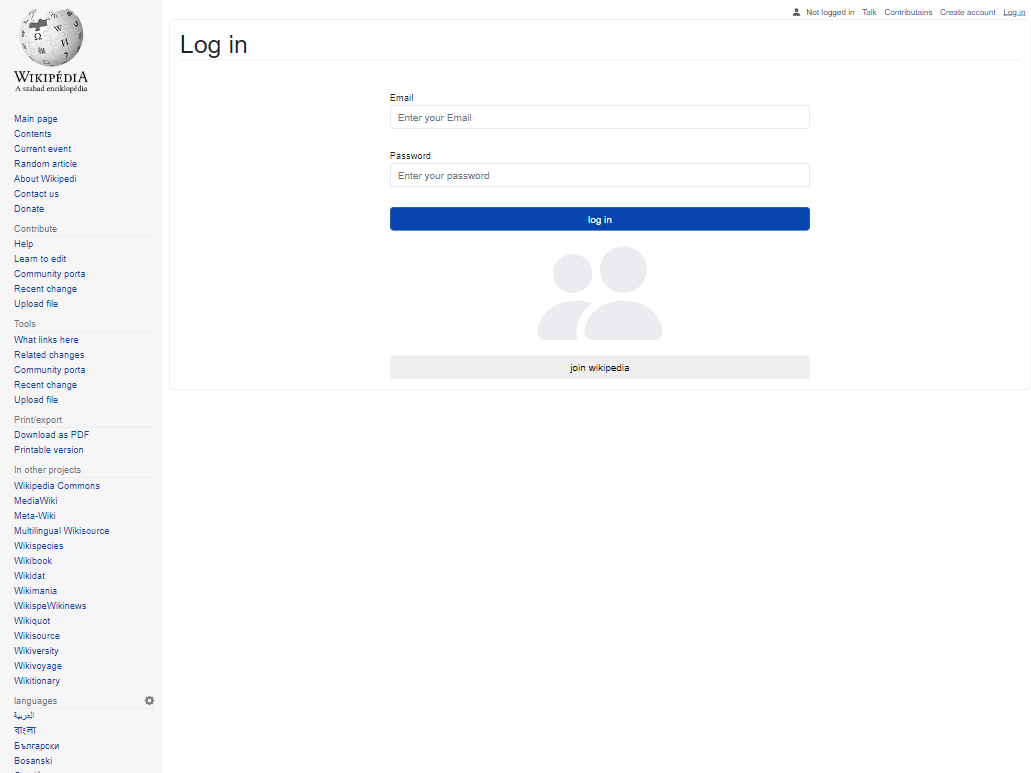 WIKIPÉDIA
A szabad enciklopédia
Not logged in Talk Contributains Create account Log.in
Log in
Email
Enter your Email
Password
Enter your password
log in
join wikipedia
Main page
Contents
Current event
Random article
About Wikipedi
Contact us
Donate
Contribute
Help
Learn to edit
Community porta
Recent change
Upload file
Tools
What links here
Related changes
Community porta
Recent change
Upload file
Print/export
Download as PDF
Printable version
In other projects
Wikipedia Commons
MediaWiki
Meta-Wiki
Multilingual Wikisource
Wikispecies
Wikibook
Wikidat
Wikimania
WikispeWikinews
Wikiquot
Wikisource
Wikiversity
Wikivoyage
Wikitionary
languages
العربية
বাংলা
Български
Bosanski